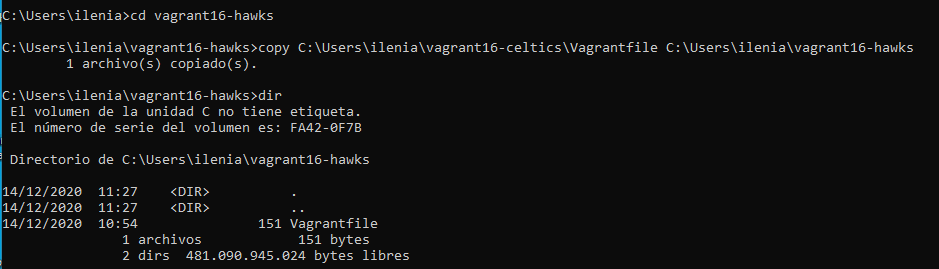 C:\Users\ilenia>cd vagrant16-hawks
C:\Users\ilenia\vagrant16-hawks>copy C:\Users\ilenia\vagrant16-celtics\Vagrantfile C:\Users\ilenia\vagrant16-hawks
        1 archivo(s) copiado(s).
C:\Users\ilenia\vagrant16-hawks>dir
 El volumen de la unidad C no tiene etiqueta.
 El número de serie del volumen es: FA42-0F7B
 Directorio de C:\Users\ilenia\vagrant16-hawks
14/12/2020  11:27    <DIR>          .
14/12/2020  11:27    <DIR>          ..
14/12/2020  10:54               151 Vagrantfile
               1 archivos            151 bytes
               2 dirs  481.090.945.024 bytes libres